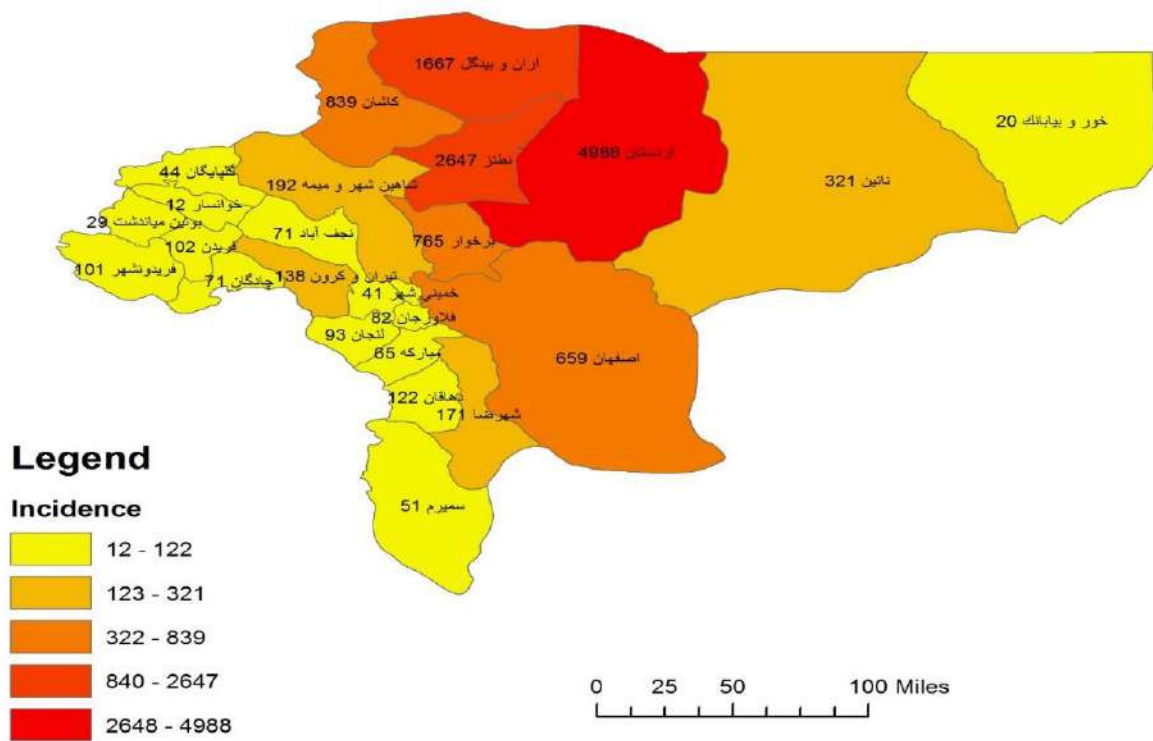 1667 اران و بیدگل
839 کاشان
20 خور و بیابانك
2647 نطنز
4988 اردستان
44 گلپایگان
321 نائین
192 شاهین شهر و میمه
12 خوانسار
29 بوئین میاندشت
71 نجف آباد
765 برخوار
102 فریدن
101 فریدونشهر
71 چادگان
138 تیران و کرون
41 خمینی شهر
82 فلاورجان
93 لنجان
65 مبارکه
659 اصفهان
122 دهاقان
171 شهرضا
51 سمیرم
Legend
Incidence
12 - 122
123 - 321
322 - 839
840 - 2647
2648 - 4988
0 25 50 100 Miles